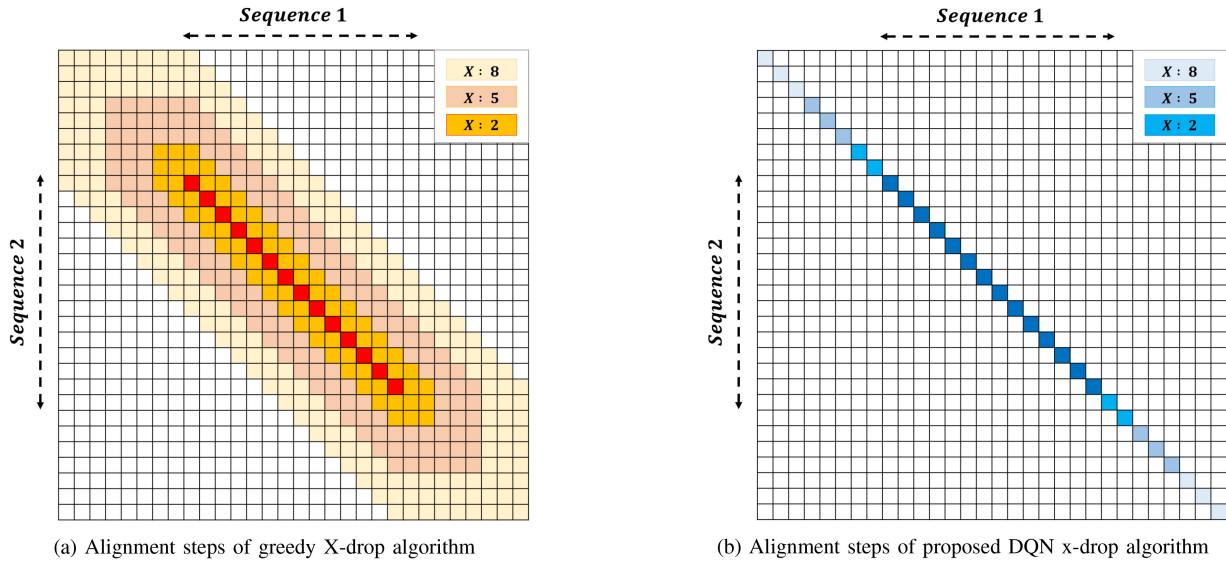 Sequence 1
Sequence 2
X : 8
X : 5
X : 2
(a) Alignment steps of greedy X-drop algorithm
Sequence 1
Sequence 2
X : 8
X : 5
X : 2
(b) Alignment steps of proposed DQN x-drop algorithm